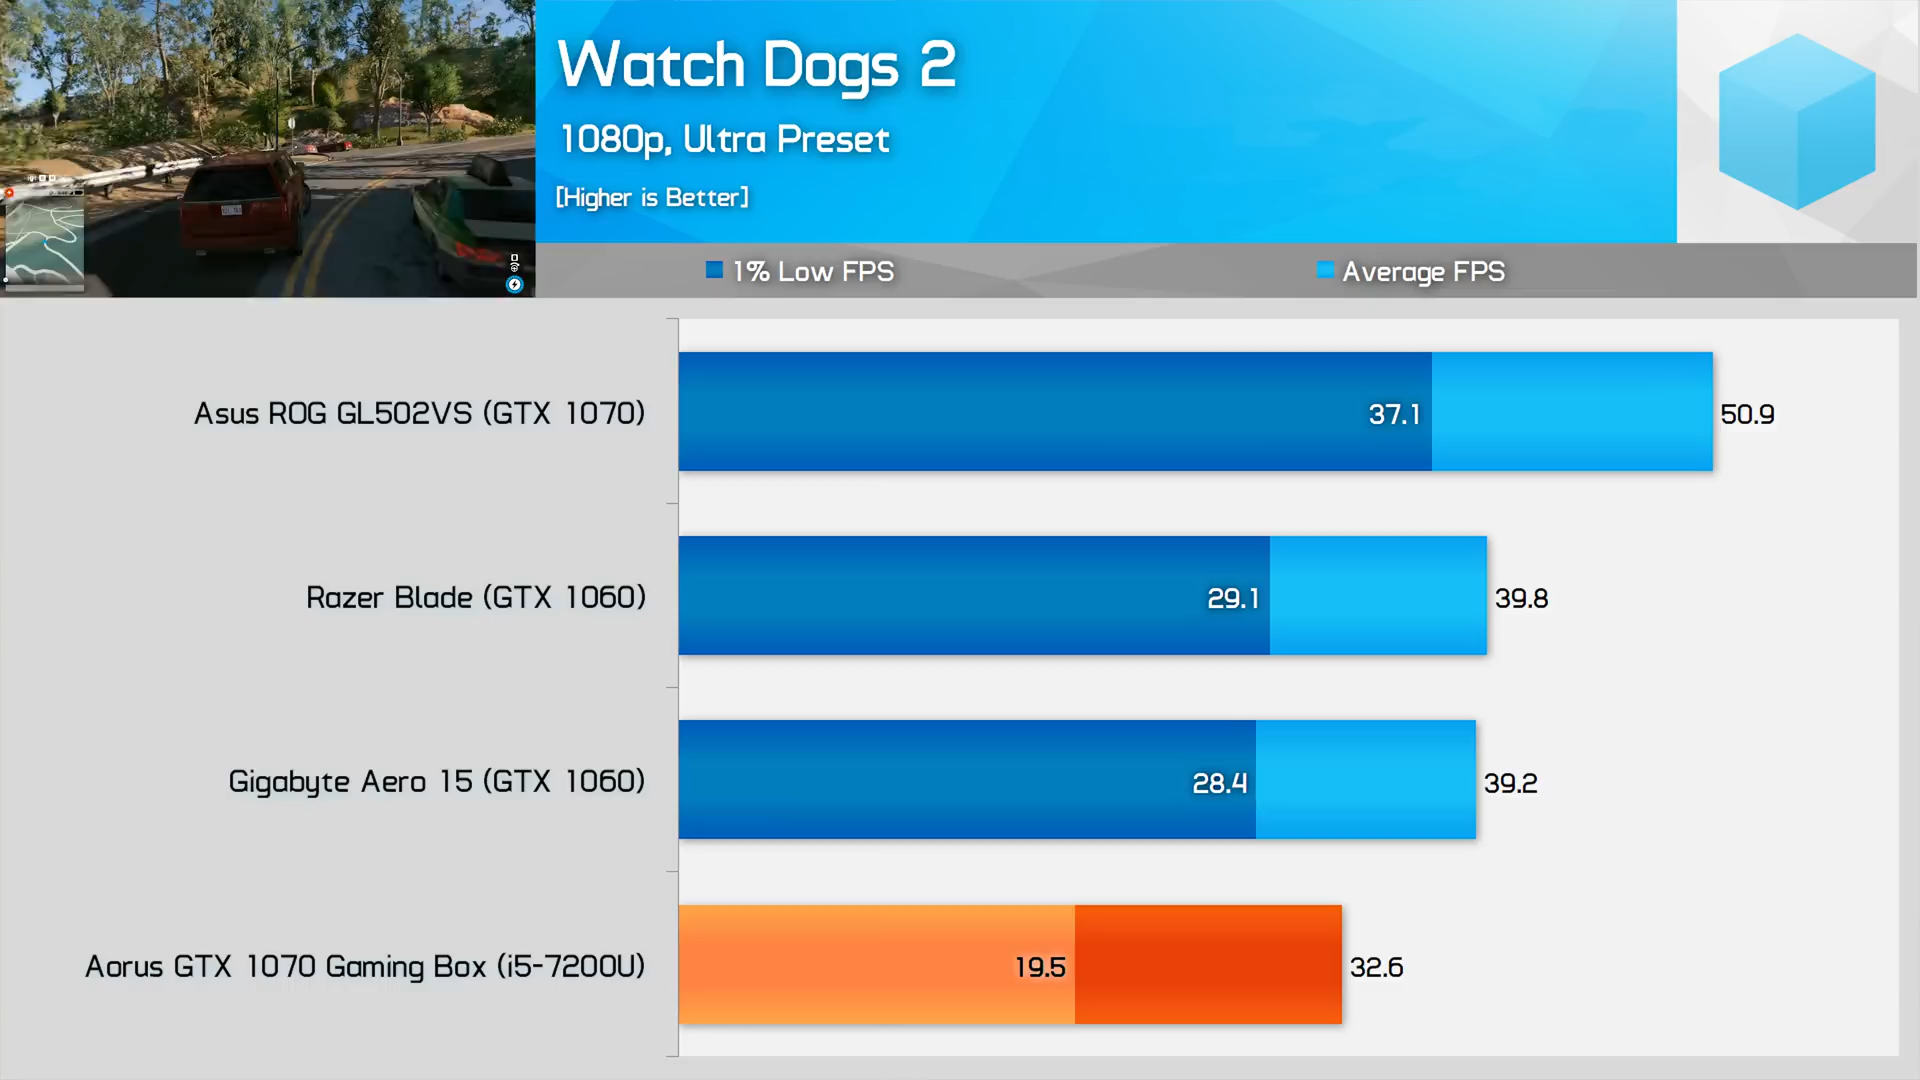 Watch Dogs 2
1080p, Ultra Preset
[Higher is Better]
1% Low FPS
Average FPS
Asus ROG GL502VS (GTX 1070)
37.1
50.9
Razer Blade (GTX 1060)
29.1
39.8
Gigabyte Aero 15 (GTX 1060)
28.4
39.2
Aorus GTX 1070 Gaming Box (i5-7200U)
19.5
32.6